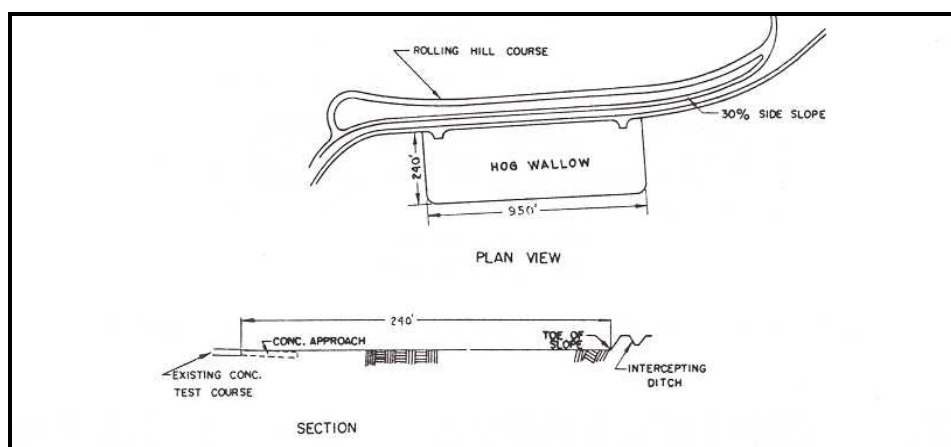 ROLLING HILL COURSE
30% SIDE SLOPE
240'
HOG WALLOW
950'
PLAN VIEW
240'
CONC. APPROACH
TOE OF
SLOPE
EXISTING CONC.
TEST COURSE
INTERCEPTING
DITCH
SECTION